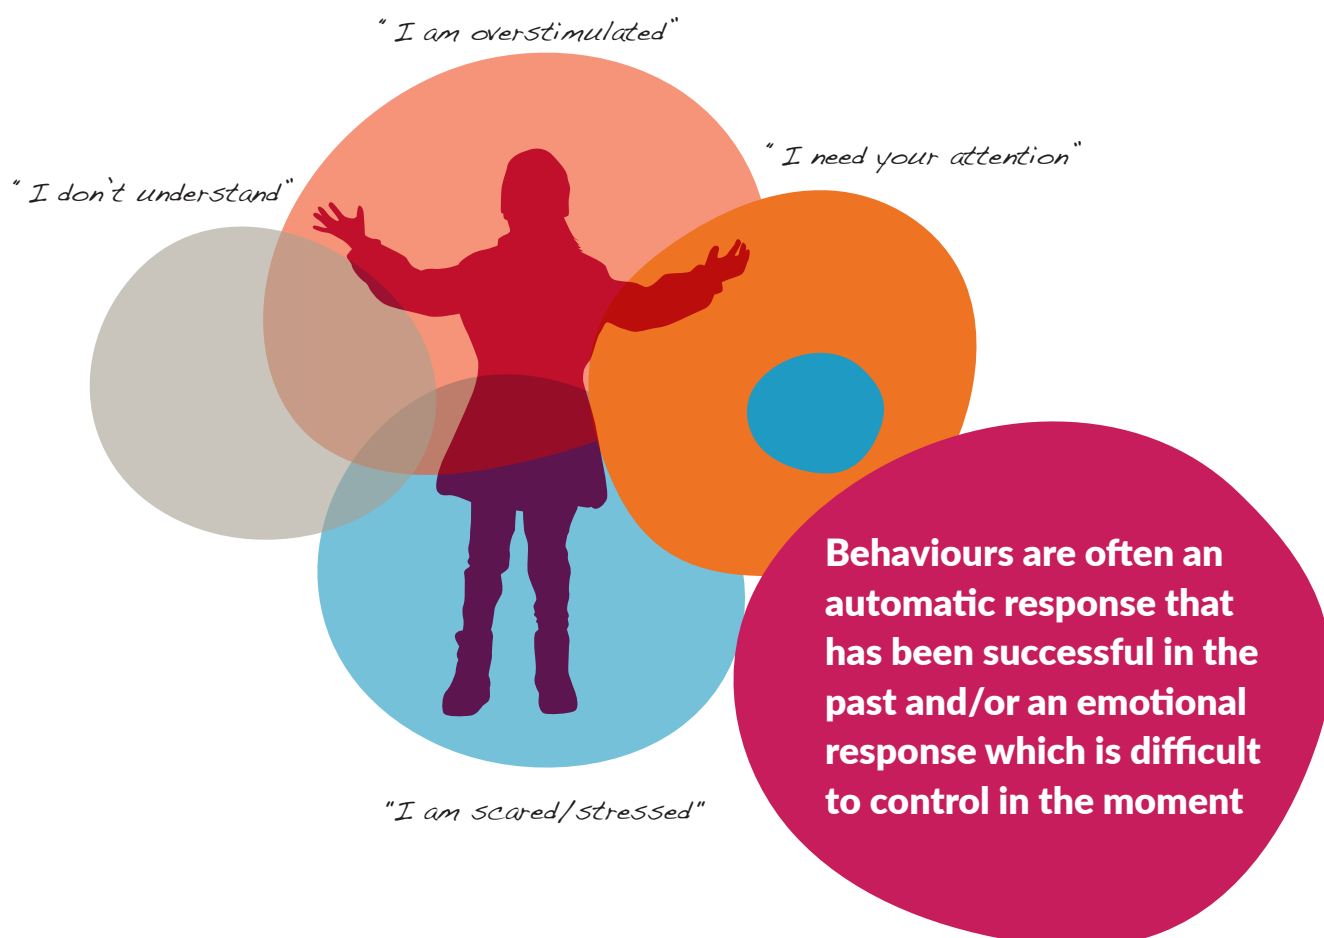 "I am overstimulated"
"I need your attention"
"I don't understand"
Behaviours are often an
automatic response that
has been successful in the
past and/or an emotional
response which is difficult
to control in the moment
"I am scared/stressed"